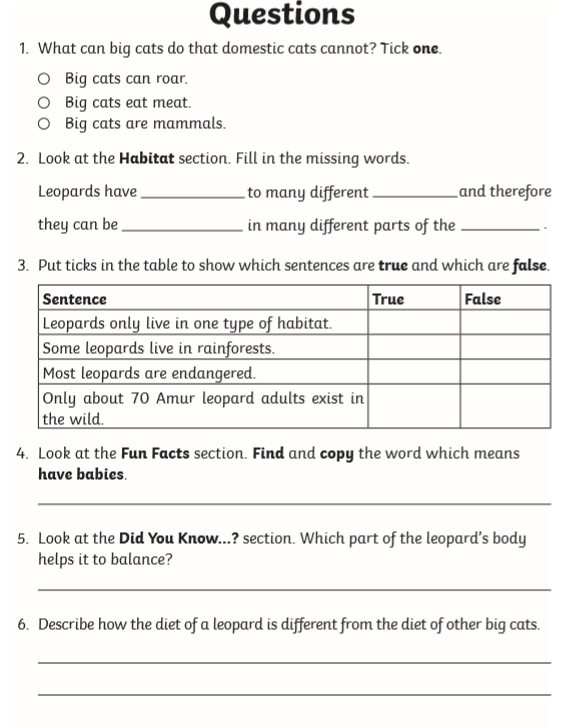 Questions
1. What can big cats do that domestic cats cannot? Tick one.
Big cats can roar.
Big cats eat meat.
Big cats are mammals.
2. Look at the Habitat section. Fill in the missing words.
Leopards have ____________ to many different __________ and therefore
they can be ______________ in many different parts of the _________ .
3. Put ticks in the table to show which sentences are true and which are false.
Sentence True False
Leopards only live in one type of habitat.
Some leopards live in rainforests.
Most leopards are endangered.
Only about 70 Amur leopard adults exist in
the wild.
4. Look at the Fun Facts section. Find and copy the word which means
have babies.
5. Look at the Did You Know...? section. Which part of the leopard's body
helps it to balance?
6. Describe how the diet of a leopard is different from the diet of other big cats.